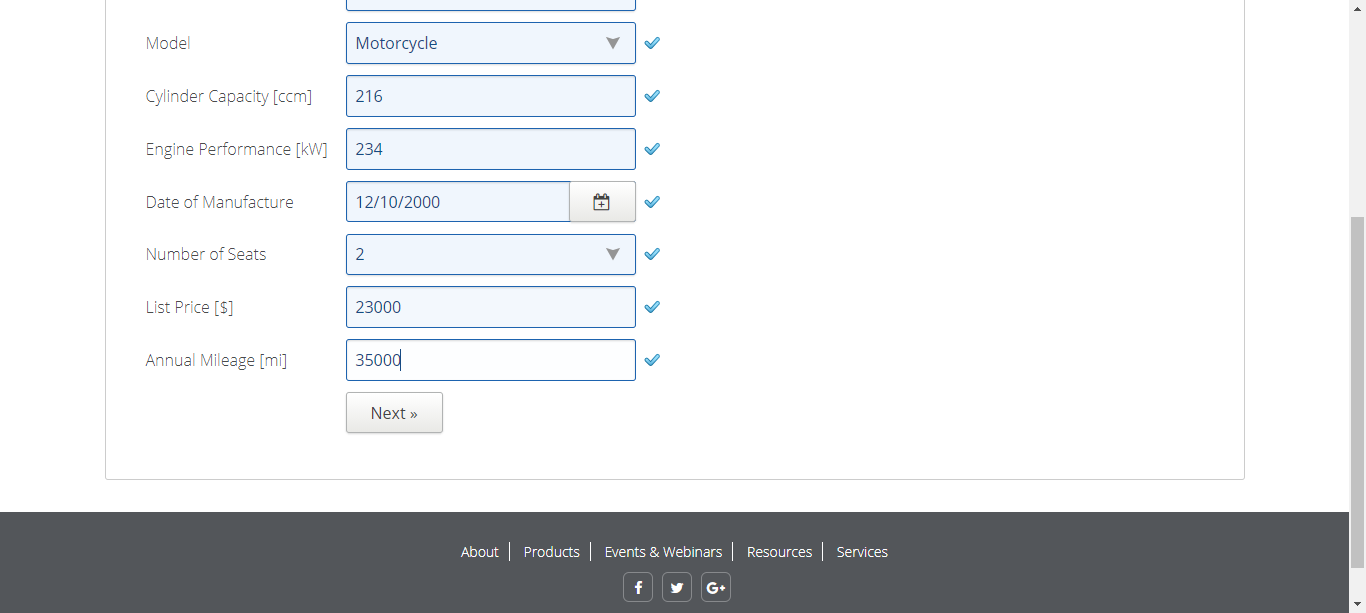 Model Motorcycle
Cylinder Capacity [ccm] 216
Engine Performance [kW] 234
Date of Manufacture 12/10/2000
Number of Seats 2
List Price [$] 23000
Annual Mileage [mi] 35000
Next »
About Products Events & Webinars Resources Services
f G+